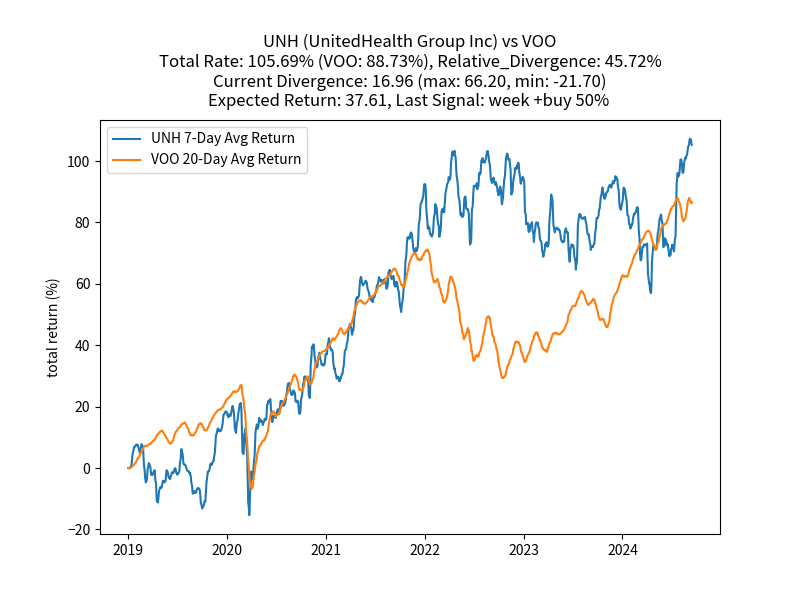 UNH (UnitedHealth Group Inc) vs VOO
Total Rate: 105.69% (VOO: 88.73%), Relative_Divergence: 45.72%
Current Divergence: 16.96 (max: 66.20, min: -21.70)
Expected Return: 37.61, Last Signal: week +buy 50%
UNH 7-Day Avg Return
VOO 20-Day Avg Return
total return (%)
100
80
60
40
20
0
−20
2019 2020 2021 2022 2023 2024